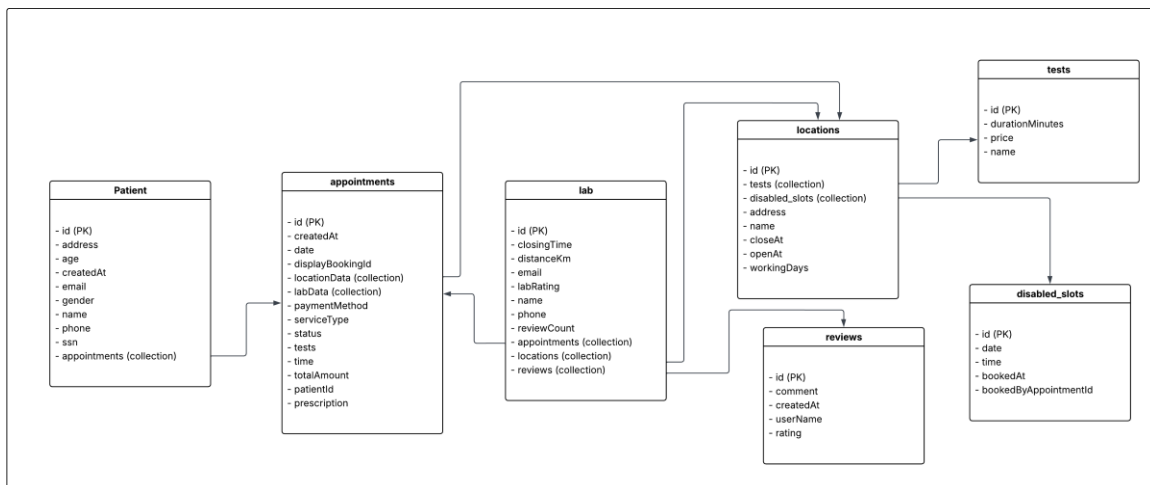 Patient
- id (PK)
- address
- age
- createdAt
- email
- gender
- name
- phone
- ssn
- appointments (collection)
appointments
- id (PK)
- createdAt
- date
- displayBookingId
- locationData (collection)
- labData (collection)
- paymentMethod
- serviceType
- status
- tests
- time
- totalAmount
- patientId
- prescription
lab
- id (PK)
- closingTime
- distanceKm
- email
- labRating
- name
- phone
- reviewCount
- appointments (collection)
- locations (collection)
- reviews (collection)
locations
- id (PK)
- tests (collection)
- disabled_slots (collection)
- address
- name
- closeAt
- openAt
- workingDays
reviews
- id (PK)
- comment
- createdAt
- userName
- rating
tests
- id (PK)
- durationMinutes
- price
- name
disabled_slots
- id (PK)
- date
- time
- bookedAt
- bookedByAppointmentId